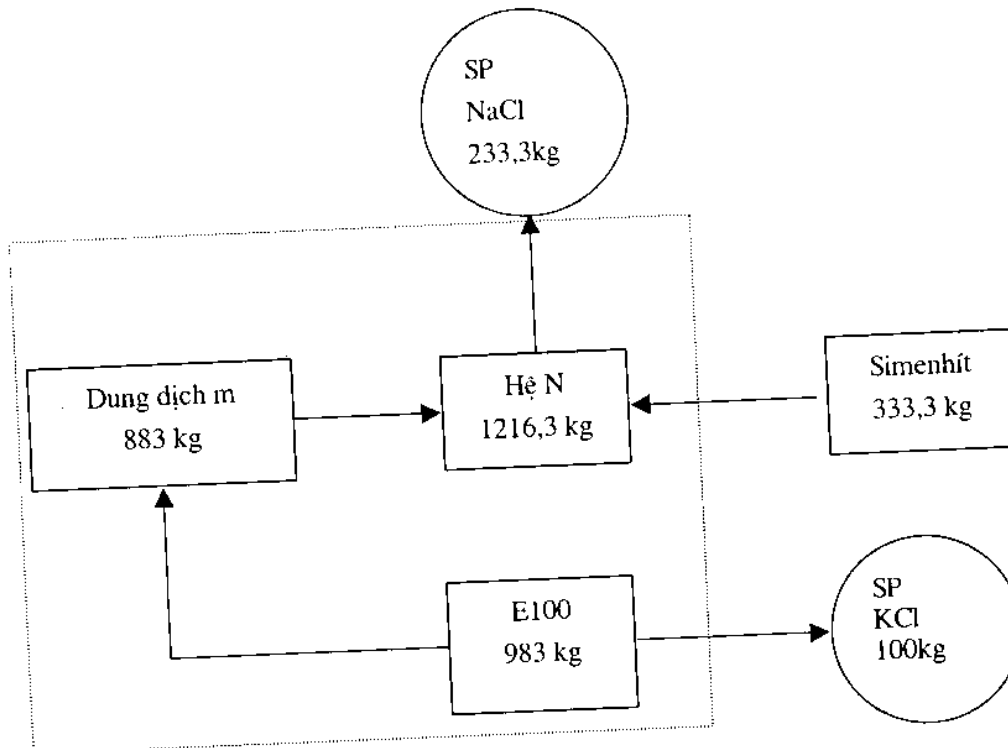 SP
NaCl
233,3kg
Dung dịch m
883 kg
Hệ N
1216,3 kg
Simenhít
333,3 kg
E100
983 kg
SP
KCl
100kg